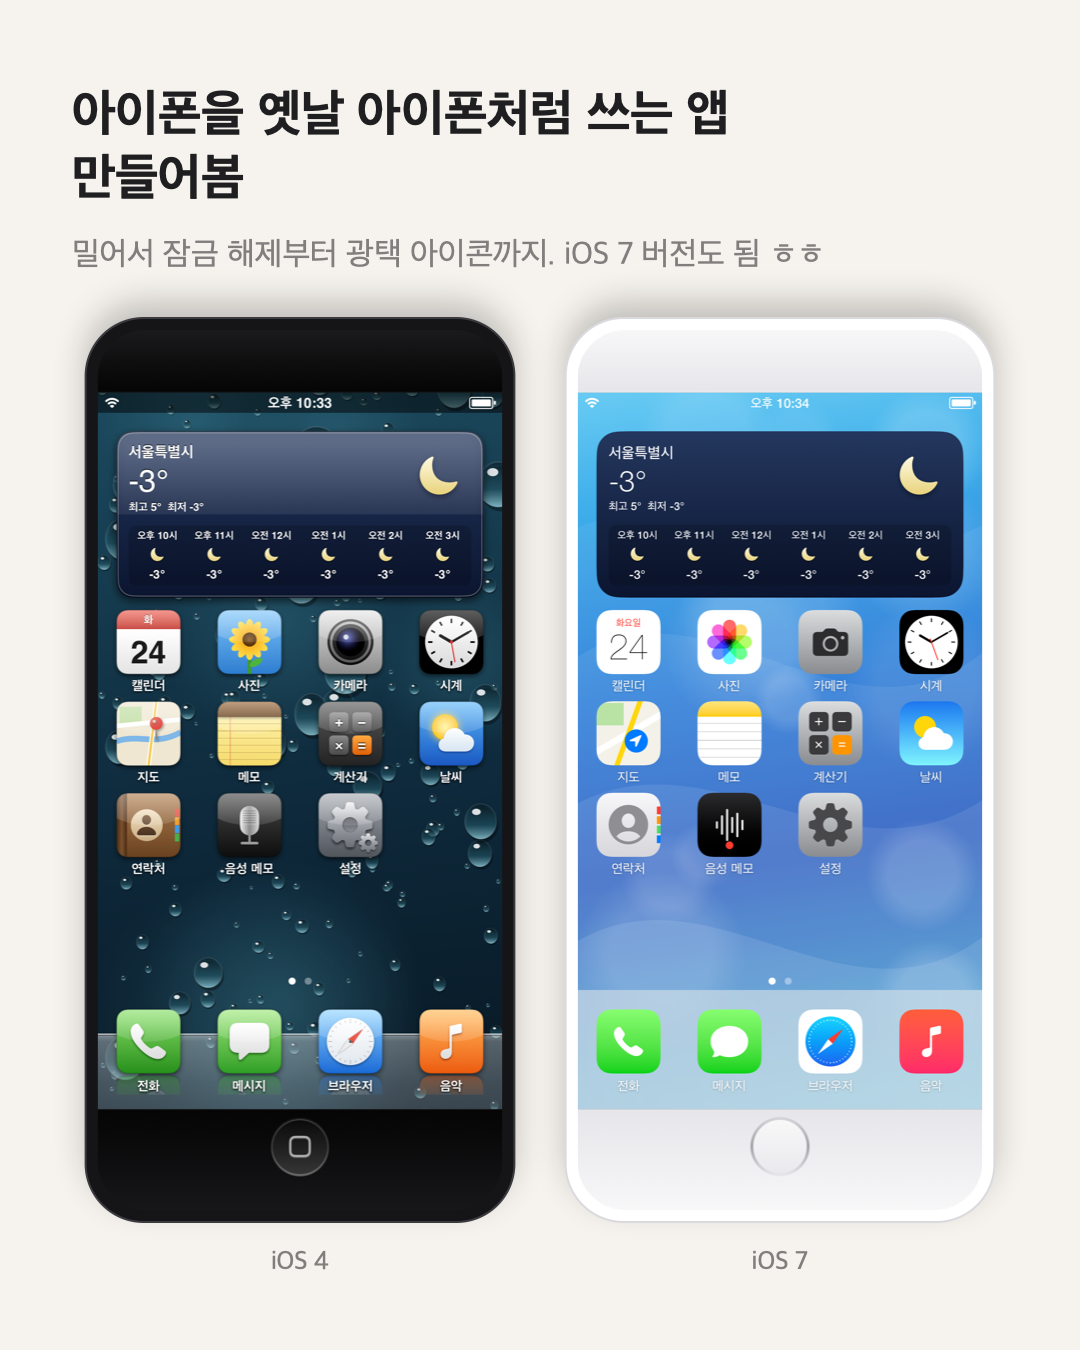 아이폰을 옛날 아이폰처럼 쓰는 앱
만들어봄
밀어서 잠금 해제부터 광택 아이콘까지. iOS 7 버전도 됨 ㅎㅎ
오후 10:33
서울특별시
-3°
최고 5° 최저 -3°
오후 10시 오후 11시 오전 12시 오전 1시 오전 2시 오전 3시
-3° -3° -3° -3° -3° -3°
화
24
캘린더 사진 카메라 시계
지도 메모 계산기 날씨
연락처 음성 메모 설정
전화 메시지 브라우저 음악
iOS 4
오후 10:34
서울특별시
-3°
최고 5° 최저 -3°
오후 10시 오후 11시 오전 12시 오전 1시 오전 2시 오전 3시
-3° -3° -3° -3° -3° -3°
화요일
24
캘린더 사진 카메라 시계
지도 메모 계산기 날씨
연락처 음성 메모 설정
전화 메시지 브라우저 음악
iOS 7